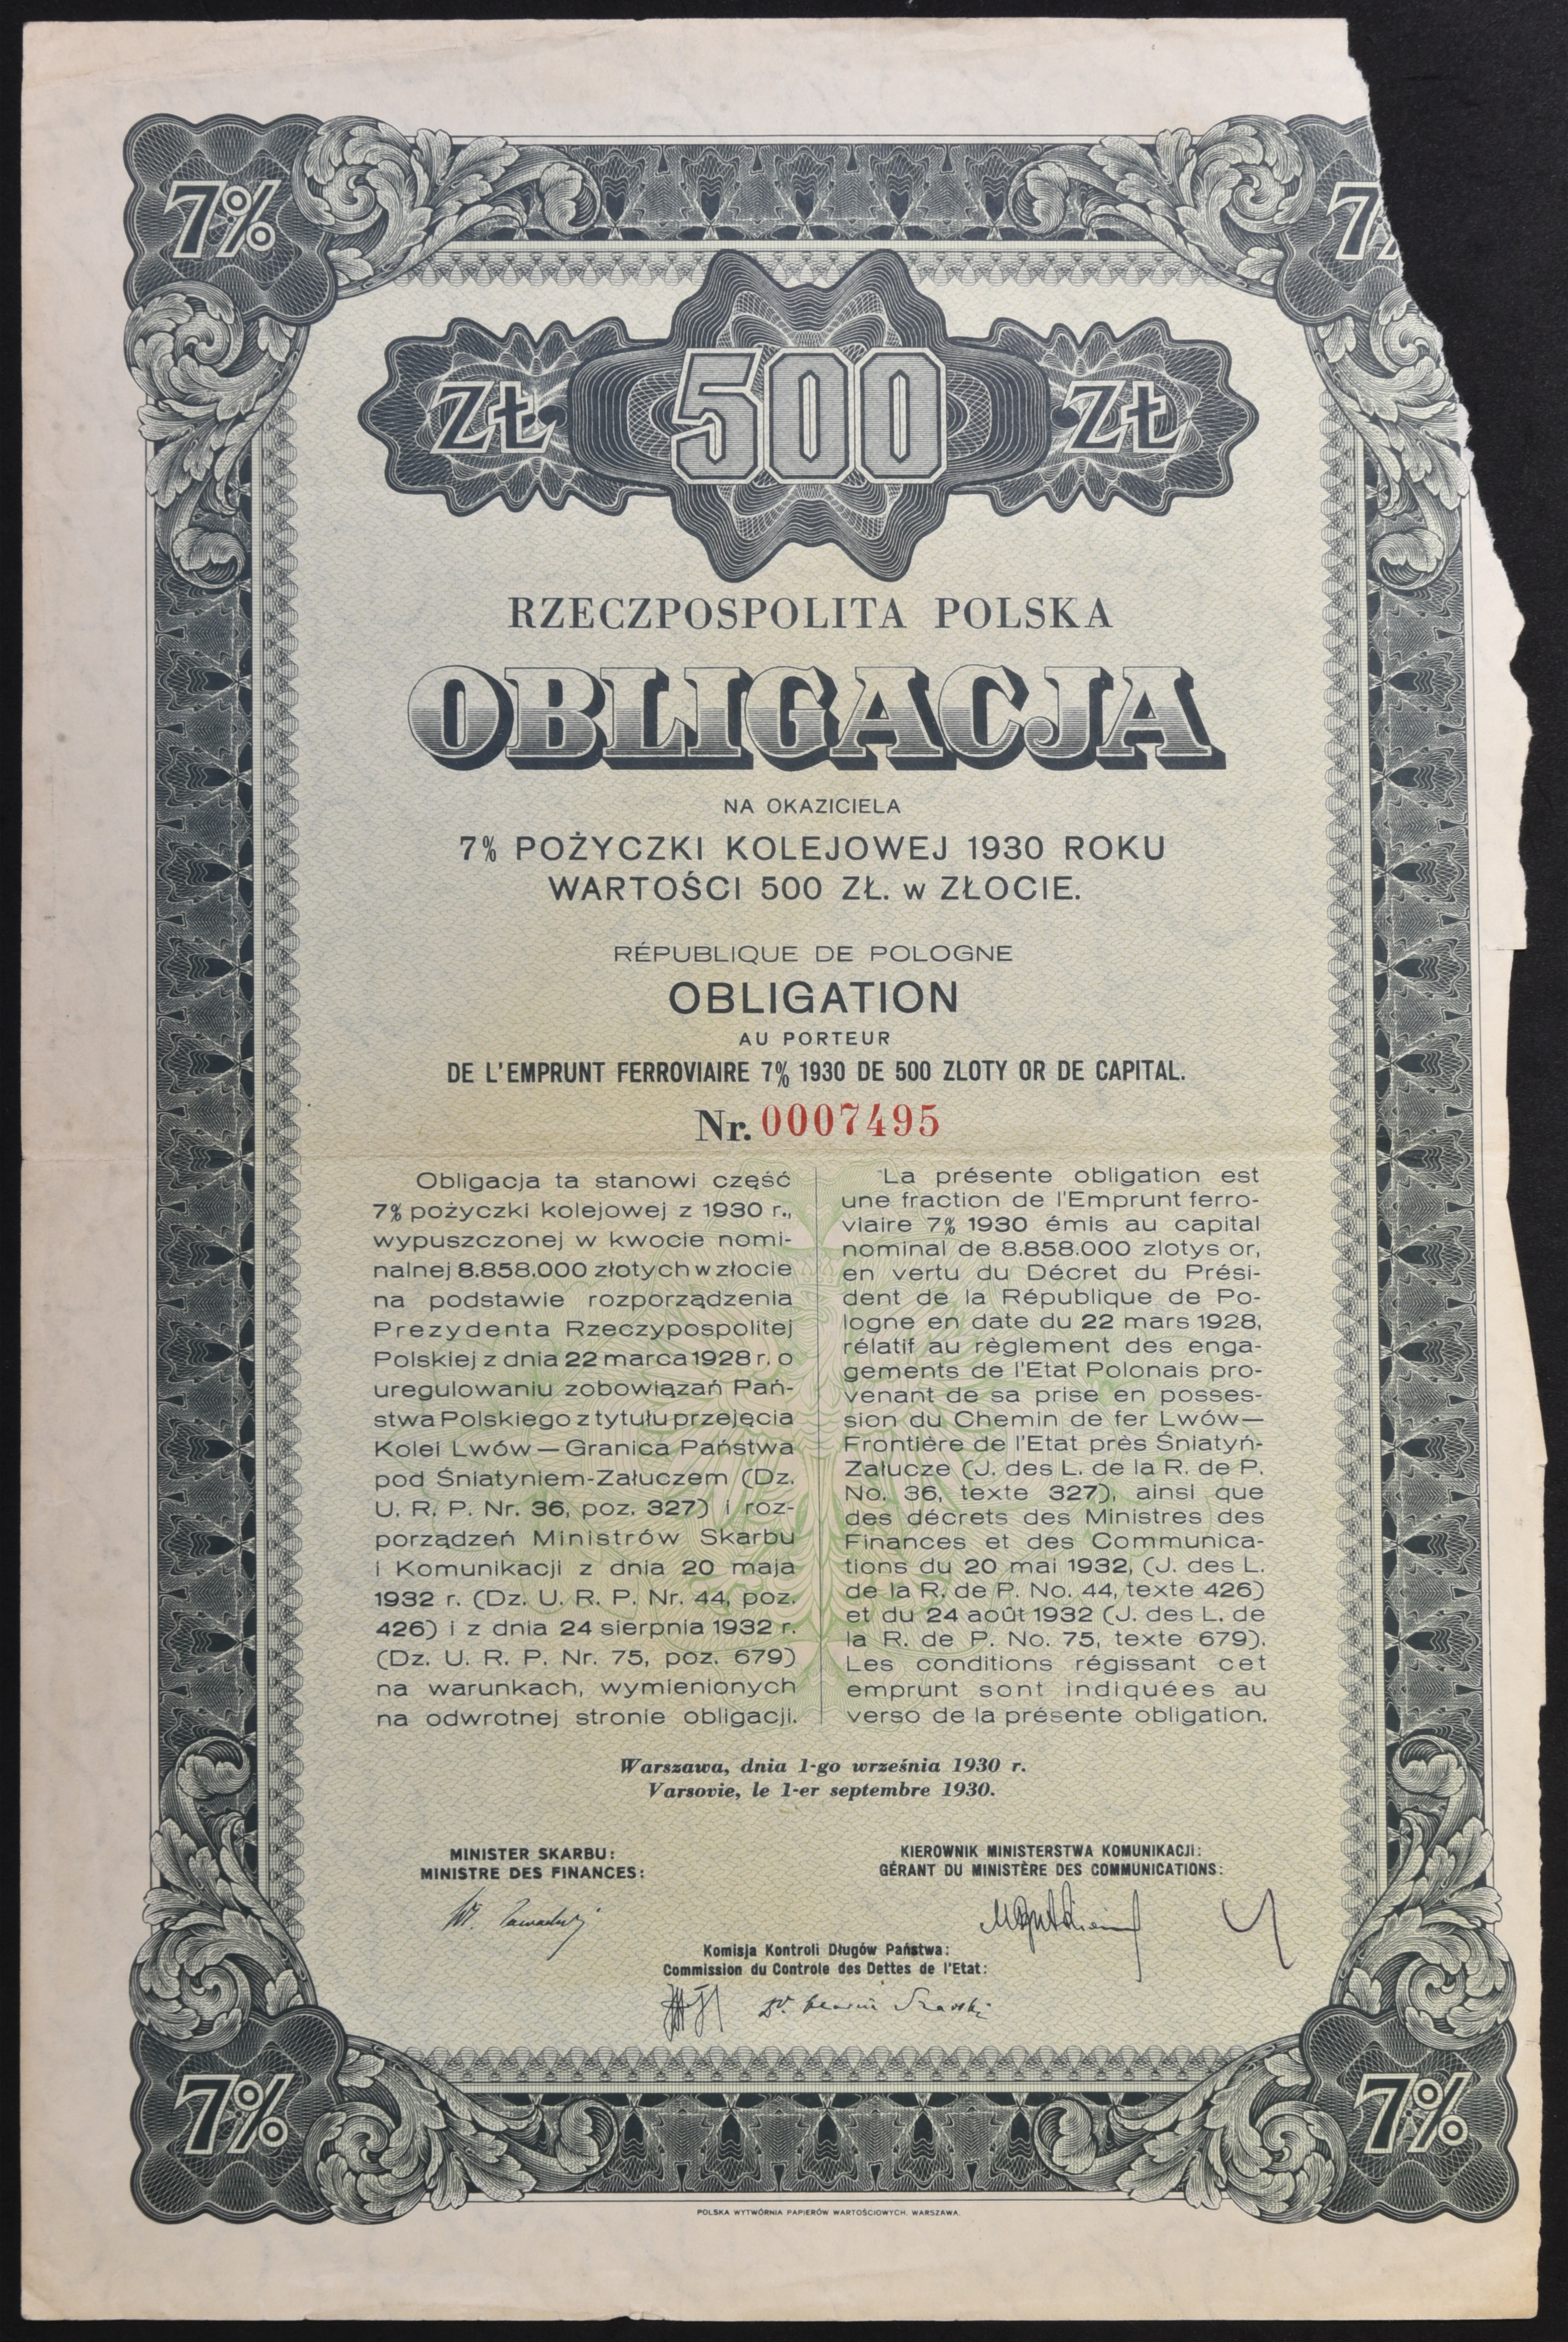 7%
7%
ZŁ 500 ZŁ
RZECZPOSPOLITA POLSKA
OBLIGACJA
NA OKAZICIELA
7% POŻYCZKI KOLEJOWEJ 1930 ROKU
WARTOŚCI 500 ZŁ. w ZŁOCIE.
RÉPUBLIQUE DE POLOGNE
OBLIGATION
AU PORTEUR
DE L'EMPRUNT FERROVIAIRE 7% 1930 DE 500 ZLOTY OR DE CAPITAL.
Nr. 0007495
Obligacja ta stanowi część
7% pożyczki kolejowej z 1930 r.,
wypuszczonej w kwocie nomi-
nalnej 8.858.000 złotych w złocie
na podstawie rozporządzenia
Prezydenta Rzeczypospolitej
Polskiej z dnia 22 marca 1928 r. o
uregulowaniu zobowiązań Pań-
stwa Polskiego z tytułu przejęcia
Kolei Lwów — Granica Państwa
pod Śniatyniem-Załuczem (Dz.
U. R. P. Nr. 36, poz. 327) i roz-
porządzeń Ministrów Skarbu
i Komunikacji z dnia 20 maja
1932 r. (Dz. U. R. P. Nr. 44, poz.
426) i z dnia 24 sierpnia 1932 r.
(Dz. U. R. P. Nr. 75, poz. 679)
na warunkach, wymienionych
na odwrotnej stronie obligacji.
La présente obligation est
une fraction de l'Emprunt ferro-
viaire 7% 1930 émis au capital
nominal de 8.858.000 zlotys or,
en vertu du Décret du Prési-
dent de la République de Po-
logne en date du 22 mars 1928,
rélatif au règlement des enga-
gements de l'Etat Polonais pro-
venant de sa prise en posses-
sion du Chemin de fer Lwów—
Frontière de l'Etat près Śniatyń-
Załucze (J. des L. de la R. de P.
No. 36, texte 327), ainsi que
des décrets des Ministres des
Finances et des Communica-
tions du 20 mai 1932, (J. des L.
de la R. de P. No. 44, texte 426)
et du 24 août 1932 (J. des L. de
la R. de P. No. 75, texte 679).
Les conditions régissant cet
emprunt sont indiquées au
verso de la présente obligation.
Warszawa, dnia 1-go września 1930 r.
Varsovie, le 1-er septembre 1930.
MINISTER SKARBU:
MINISTRE DES FINANCES:
KIEROWNIK MINISTERSTWA KOMUNIKACJI:
GÉRANT DU MINISTÈRE DES COMMUNICATIONS:
Komisja Kontroli Długów Państwa:
Commission du Controle des Dettes de l'Etat:
7%
7%
POLSKA WYTWÓRNIA PAPIERÓW WARTOŚCIOWYCH. WARSZAWA.